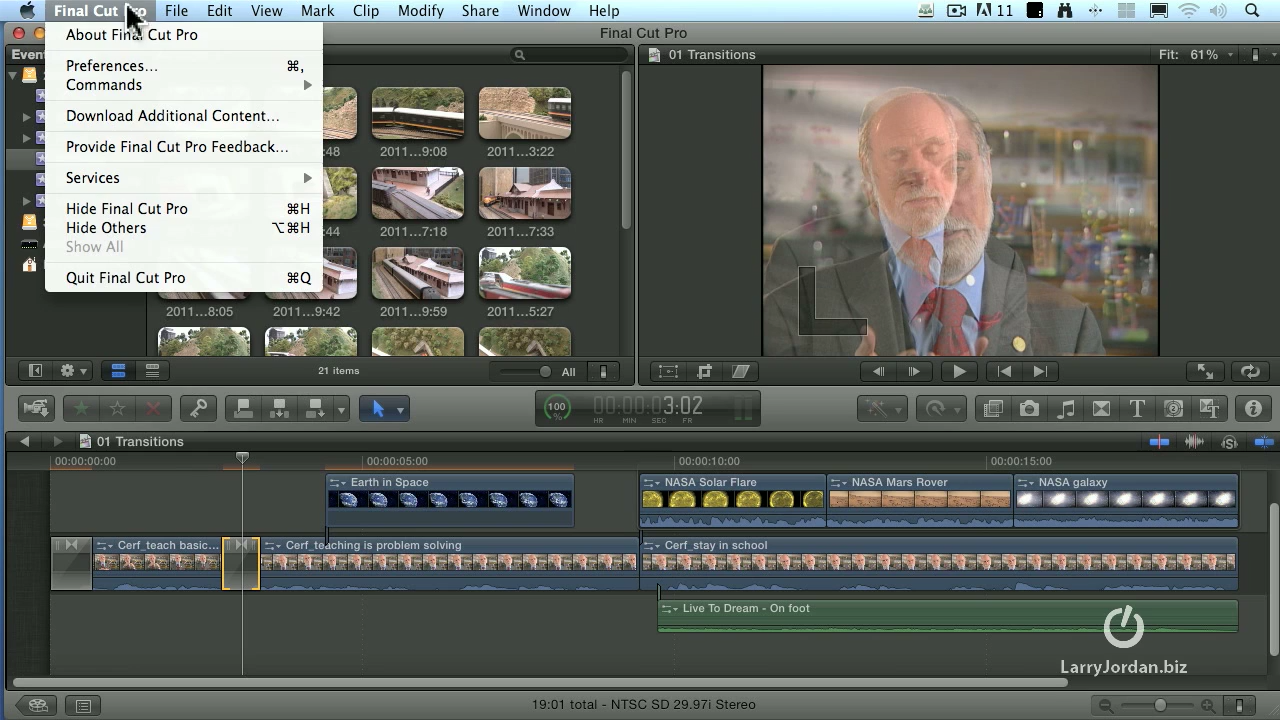 Final Cut Pro File Edit View Mark Clip Modify Share Window Help 11
Final Cut Pro
About Final Cut Pro
Preferences... ⌘,
Commands
Download Additional Content...
Provide Final Cut Pro Feedback...
Services
Hide Final Cut Pro ⌘H
Hide Others ⌥⌘H
Show All
Quit Final Cut Pro ⌘Q
01 Transitions Fit: 61%
:48 2011...9:08 2011...3:22
:44 2011...7:18 2011...7:33
2011...8:05 2011...9:42 2011...9:59 2011...5:27
21 items All
100 % 00:00:03:02
HR MIN SEC FR
01 Transitions
00:00:00:00 00:00:05:00 00:00:10:00 00:00:15:00
Earth in Space NASA Solar Flare NASA Mars Rover NASA galaxy
Cerf_teach basic... Cerf_teaching is problem solving Cerf_stay in school
Live To Dream - On foot
LarryJordan.biz
19:01 total - NTSC SD 29.97i Stereo